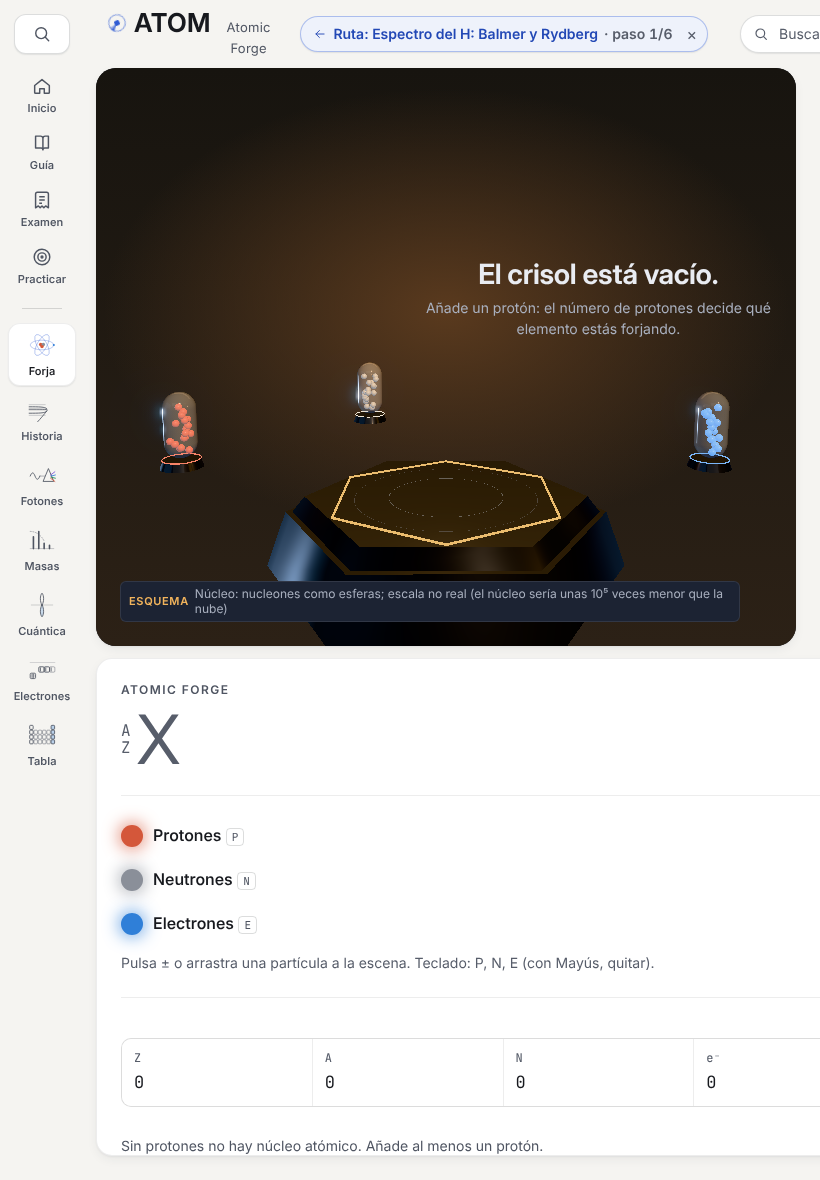 ATOM
Atomic
Forge
← Ruta: Espectro del H: Balmer y Rydberg · paso 1/6 ×
Busca
Inicio
Guía
Examen
Practicar
Forja
Historia
Fotones
Masas
Cuántica
Electrones
Tabla
El crisol está vacío.
Añade un protón: el número de protones decide qué
elemento estás forjando.
ESQUEMA
Núcleo: nucleones como esferas; escala no real (el núcleo sería unas 10⁵ veces menor que la
nube)
ATOMIC FORGE
A
Z
X
Protones P
Neutrones N
Electrones E
Pulsa ± o arrastra una partícula a la escena. Teclado: P, N, E (con Mayús, quitar).
Z
0
A
0
N
0
e⁻
0
Sin protones no hay núcleo atómico. Añade al menos un protón.